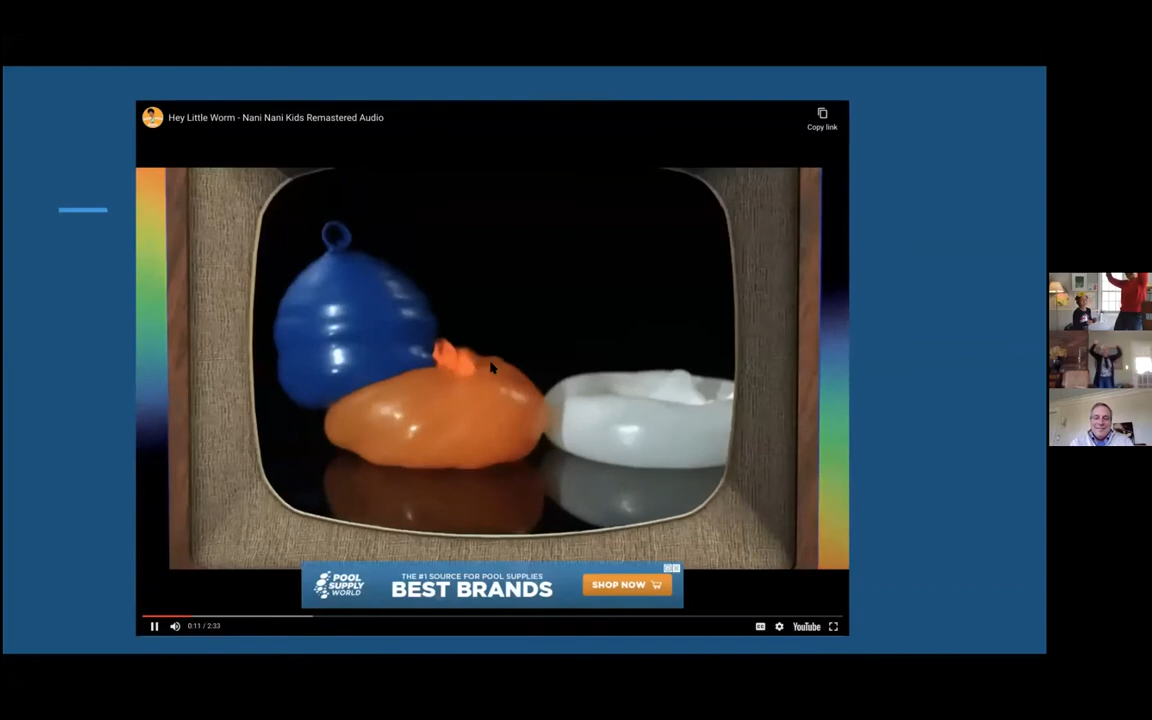 Hey Little Worm - Nani Nani Kids Remastered Audio
Copy link
POOL
SUPPLY
WORLD
THE #1 SOURCE FOR POOL SUPPLIES
BEST BRANDS
SHOP NOW
0:11 / 2:33
CC
YouTube